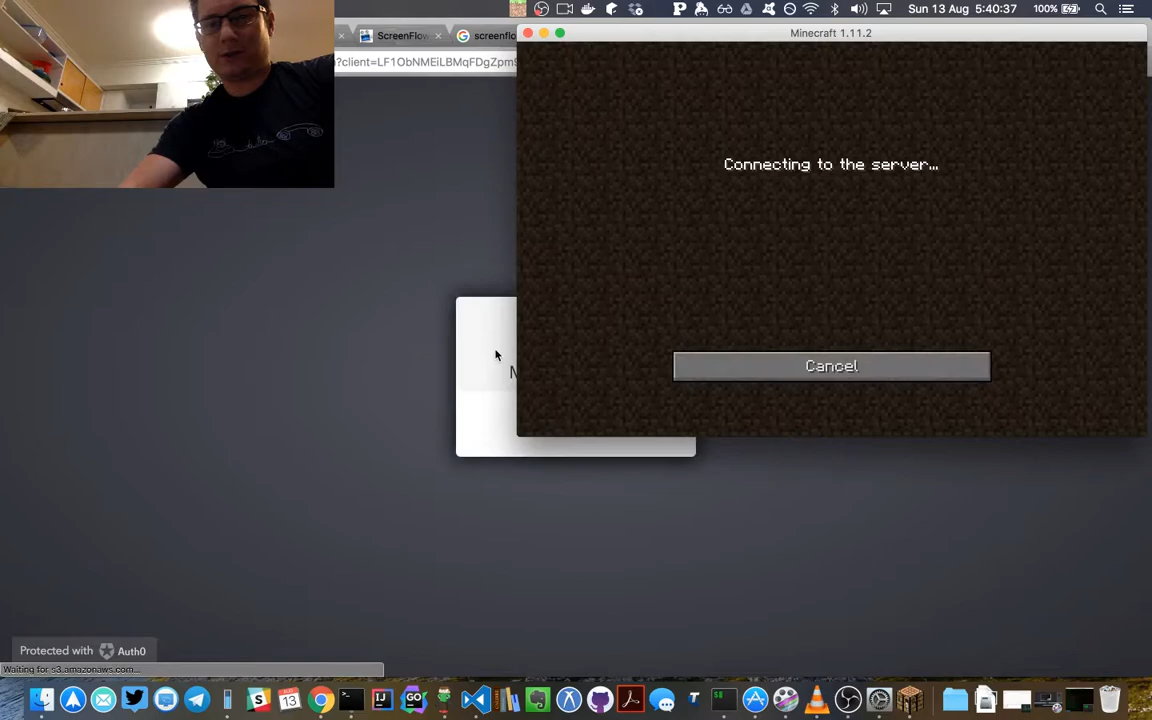 Sun 13 Aug 5:40:37 100%
Minecraft 1.11.2
ScreenFlow
screenflo
?client=LF1ObNMEiLBMqFDgZpm9
Connecting to the server...
Cancel
Protected with Auth0
Waiting for s3.amazonaws.com...